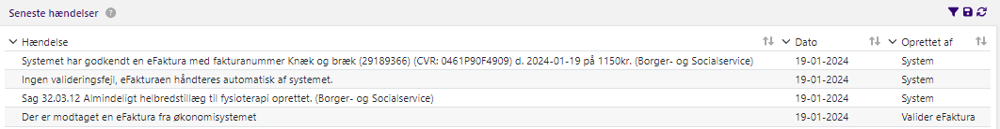 Seneste hændelser
Hændelse Dato Oprettet af
Systemet har godkendt en eFaktura med fakturanummer Knæk og bræk (29189366) (CVR: 0461P90F4909) d. 2024-01-19 på 1150kr. (Borger- og Socialservice) 19-01-2024 System
Ingen valideringsfejl, eFakturaen håndteres automatisk af systemet. 19-01-2024 System
Sag 32.03.12 Almindeligt helbredstillæg til fysioterapi oprettet. (Borger- og Socialservice) 19-01-2024 System
Der er modtaget en eFaktura fra økonomisystemet 19-01-2024 Valider eFaktura